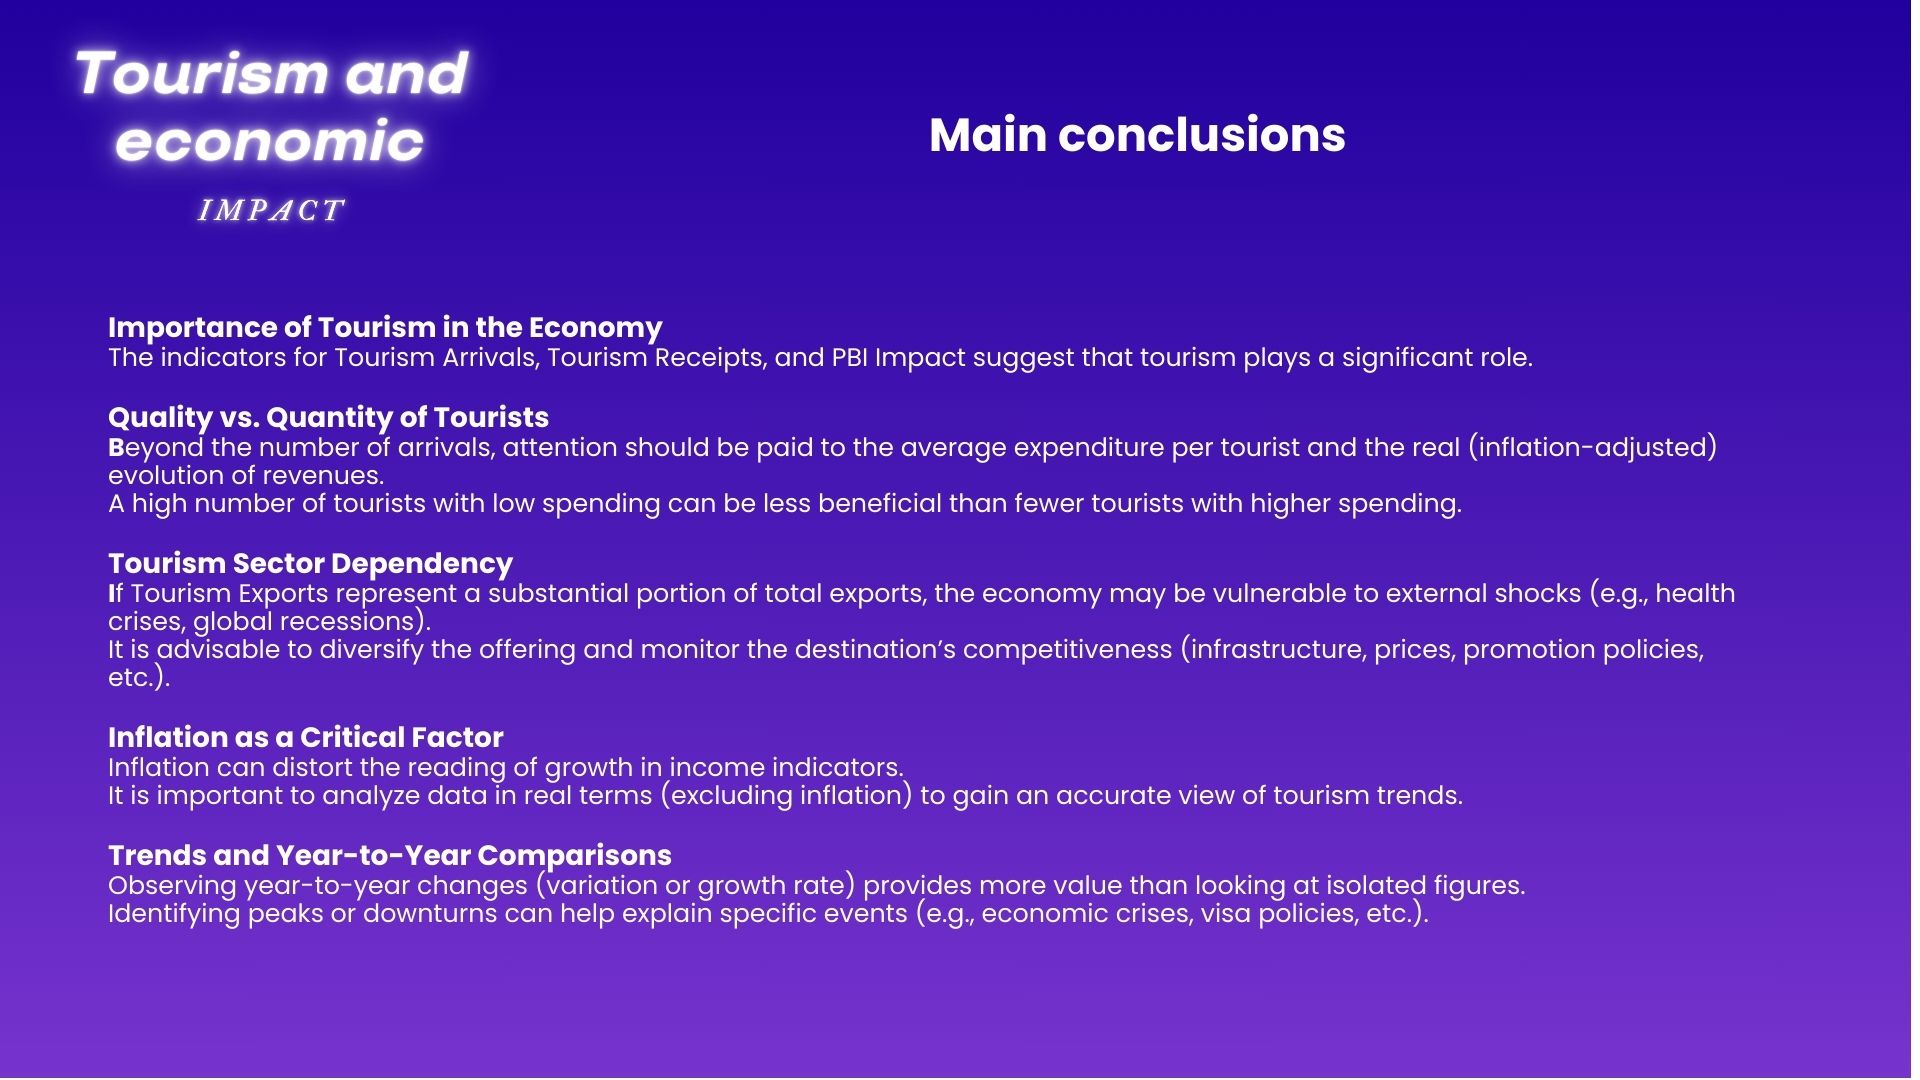 Tourism and
economic
IMPACT
Main conclusions
Importance of Tourism in the Economy
The indicators for Tourism Arrivals, Tourism Receipts, and PBI Impact suggest that tourism plays a significant role.
Quality vs. Quantity of Tourists
Beyond the number of arrivals, attention should be paid to the average expenditure per tourist and the real (inflation-adjusted)
evolution of revenues.
A high number of tourists with low spending can be less beneficial than fewer tourists with higher spending.
Tourism Sector Dependency
If Tourism Exports represent a substantial portion of total exports, the economy may be vulnerable to external shocks (e.g., health
crises, global recessions).
It is advisable to diversify the offering and monitor the destination’s competitiveness (infrastructure, prices, promotion policies,
etc.).
Inflation as a Critical Factor
Inflation can distort the reading of growth in income indicators.
It is important to analyze data in real terms (excluding inflation) to gain an accurate view of tourism trends.
Trends and Year-to-Year Comparisons
Observing year-to-year changes (variation or growth rate) provides more value than looking at isolated figures.
Identifying peaks or downturns can help explain specific events (e.g., economic crises, visa policies, etc.).